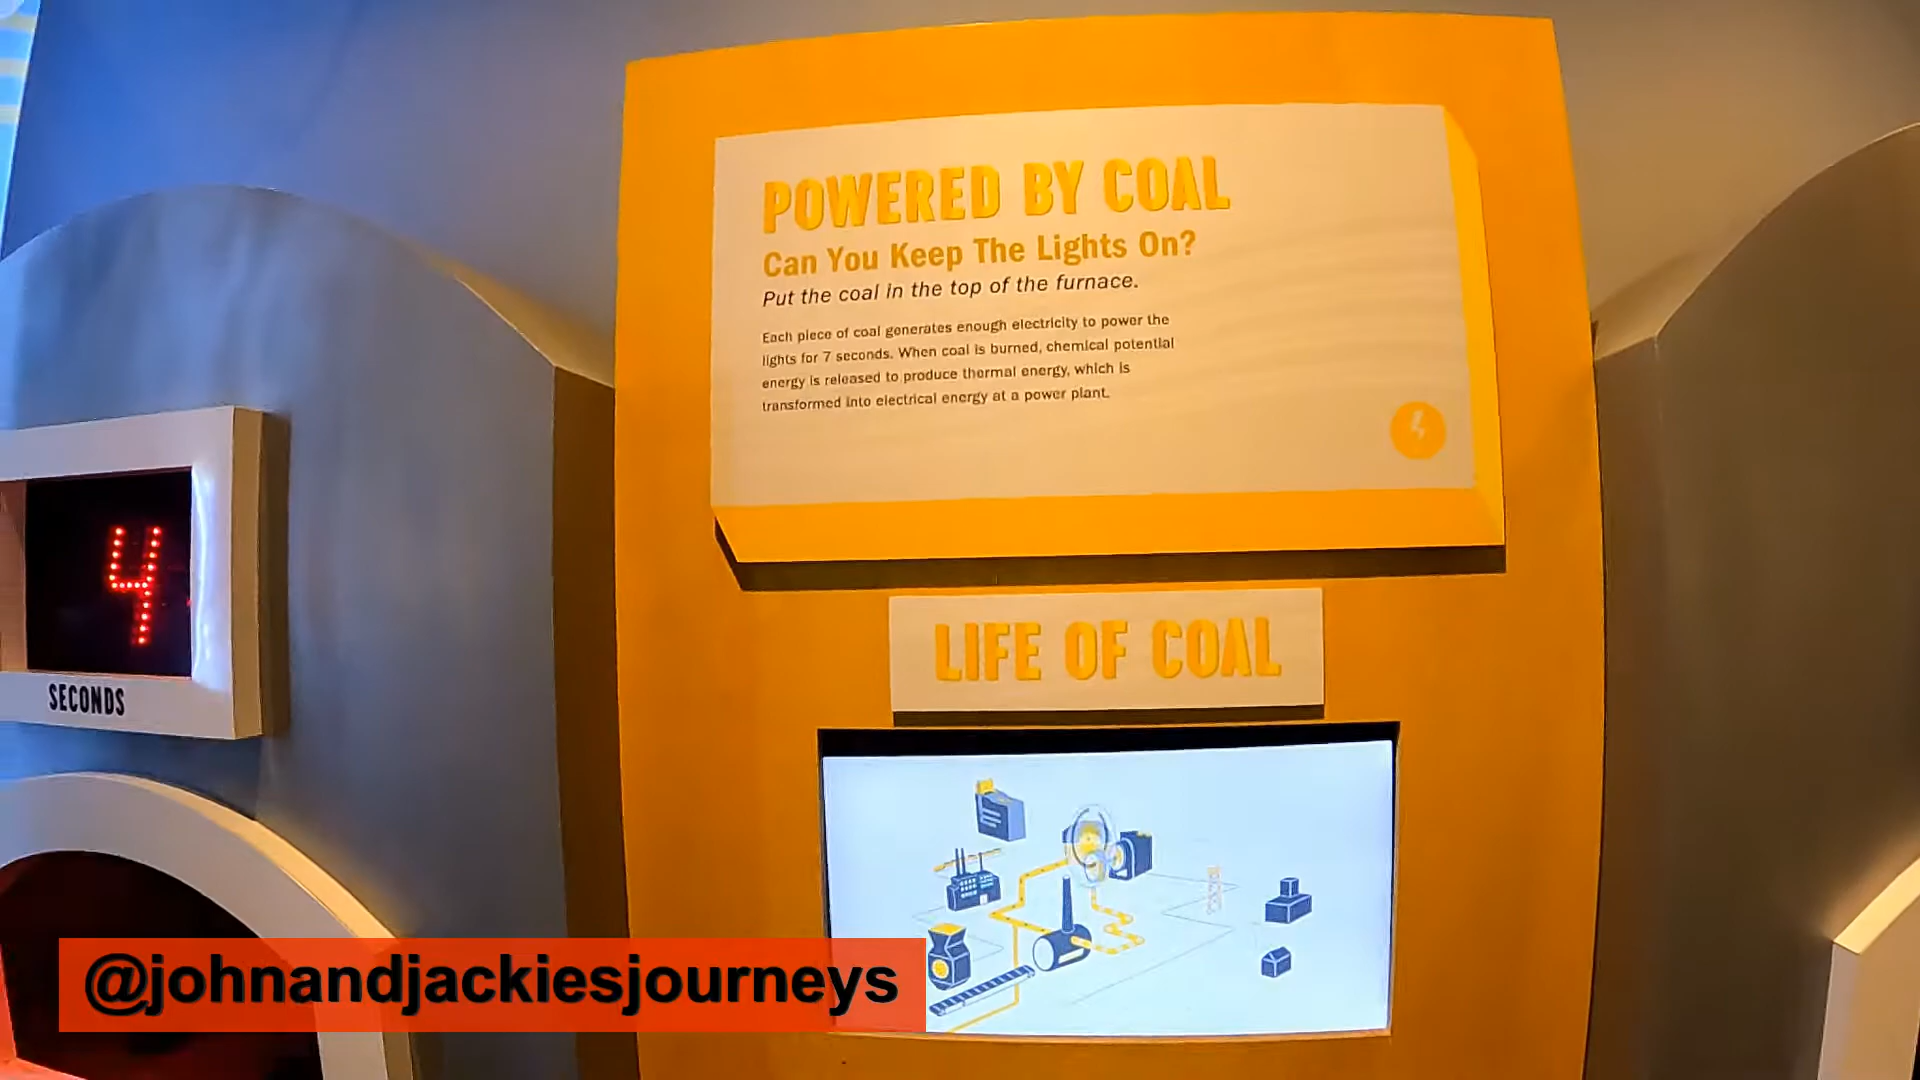 POWERED BY COAL
Can You Keep The Lights On?
Put the coal in the top of the furnace.
Each piece of coal generates enough electricity to power the
lights for 7 seconds. When coal is burned, chemical potential
energy is released to produce thermal energy, which is
transformed into electrical energy at a power plant.
4
SECONDS
LIFE OF COAL
@johnandjackiesjourneys